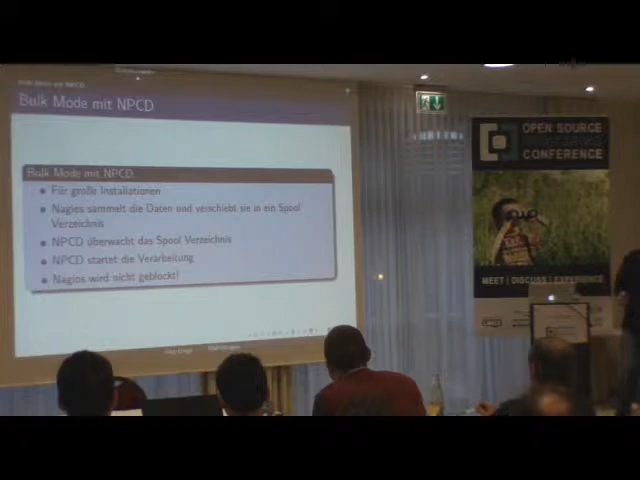 Bulk Mode mit NPCD
Bulk Mode mit NPCD
Für große Installationen
Nagios sammelt die Daten und verschiebt sie in ein Spool
Verzeichnis
NPCD überwacht das Spool Verzeichnis
NPCD startet die Verarbeitung
Nagios wird nicht geblockt!
OPEN SOURCE
CONFERENCE
MEET | DISCUSS | EXPERIENCE